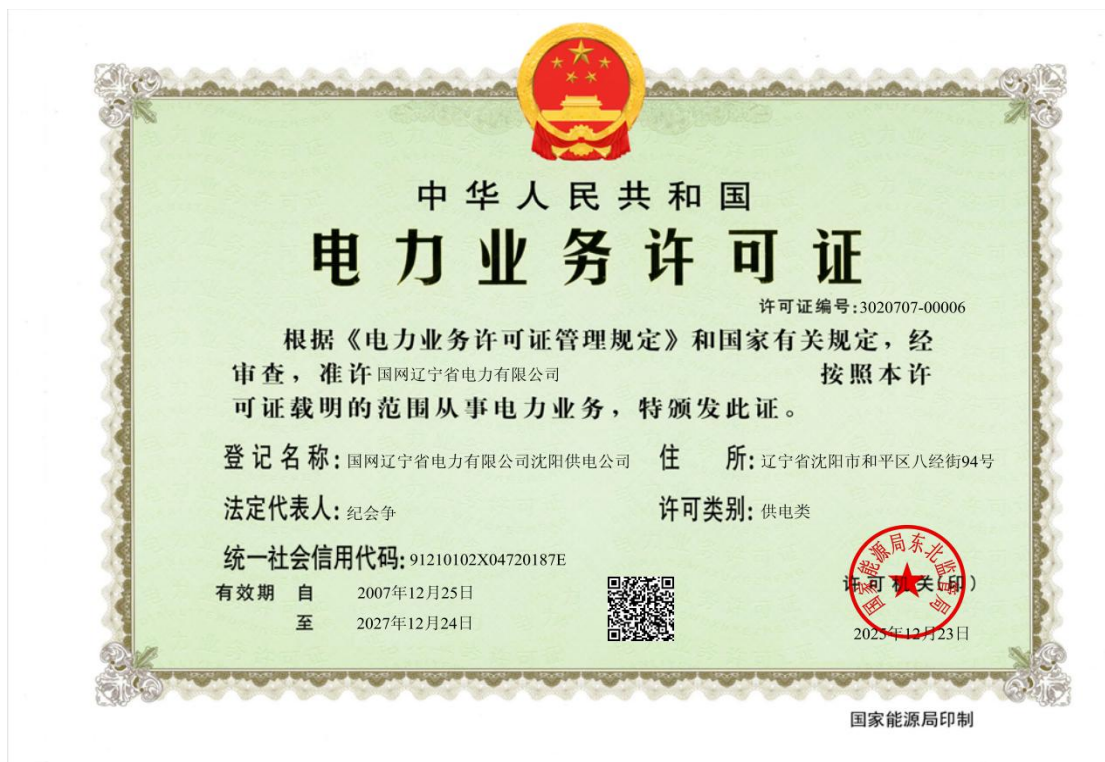 中华人民共和国
电力业务许可证
许可证编号:3020707-00006
根据《电力业务许可证管理规定》和国家有关规定，经
审查，准许 国网辽宁省电力有限公司 按照本许
可证载明的范围从事电力业务，特颁发此证。
登记名称: 国网辽宁省电力有限公司沈阳供电公司 住 所: 辽宁省沈阳市和平区八经街94号
法定代表人: 纪会争 许可类别: 供电类
统一社会信用代码: 91210102X04720187E
有效期 自 2007年12月25日
至 2027年12月24日
许可机关(印)
国家能源局东北监管局
2025年12月23日
国家能源局印制